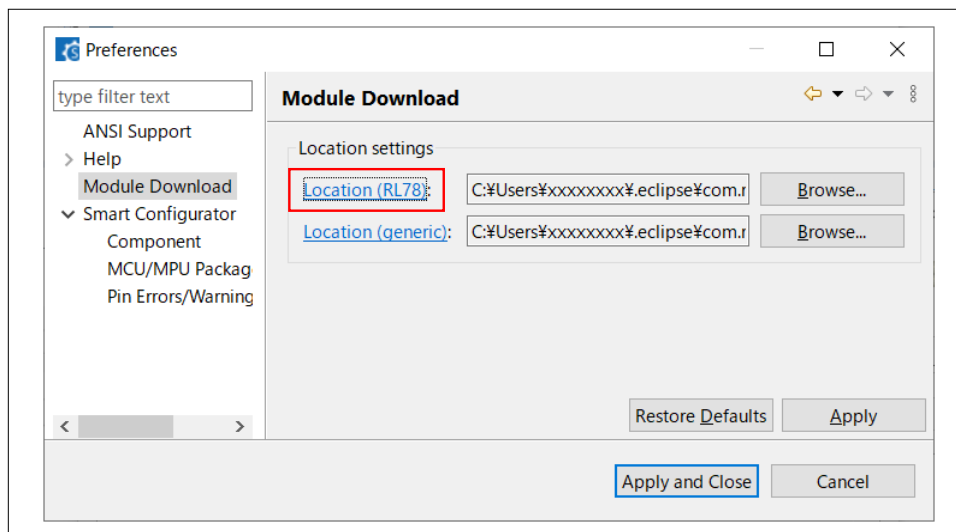 Preferences
type filter text
ANSI Support
Help
Module Download
Smart Configurator
Component
MCU/MPU Packag
Pin Errors/Warning
Module Download
Location settings
Location (RL78): C:¥Users¥xxxxxxxx¥.eclipse¥com.r Browse...
Location (generic): C:¥Users¥xxxxxxxx¥.eclipse¥com.r Browse...
Restore Defaults Apply
Apply and Close Cancel